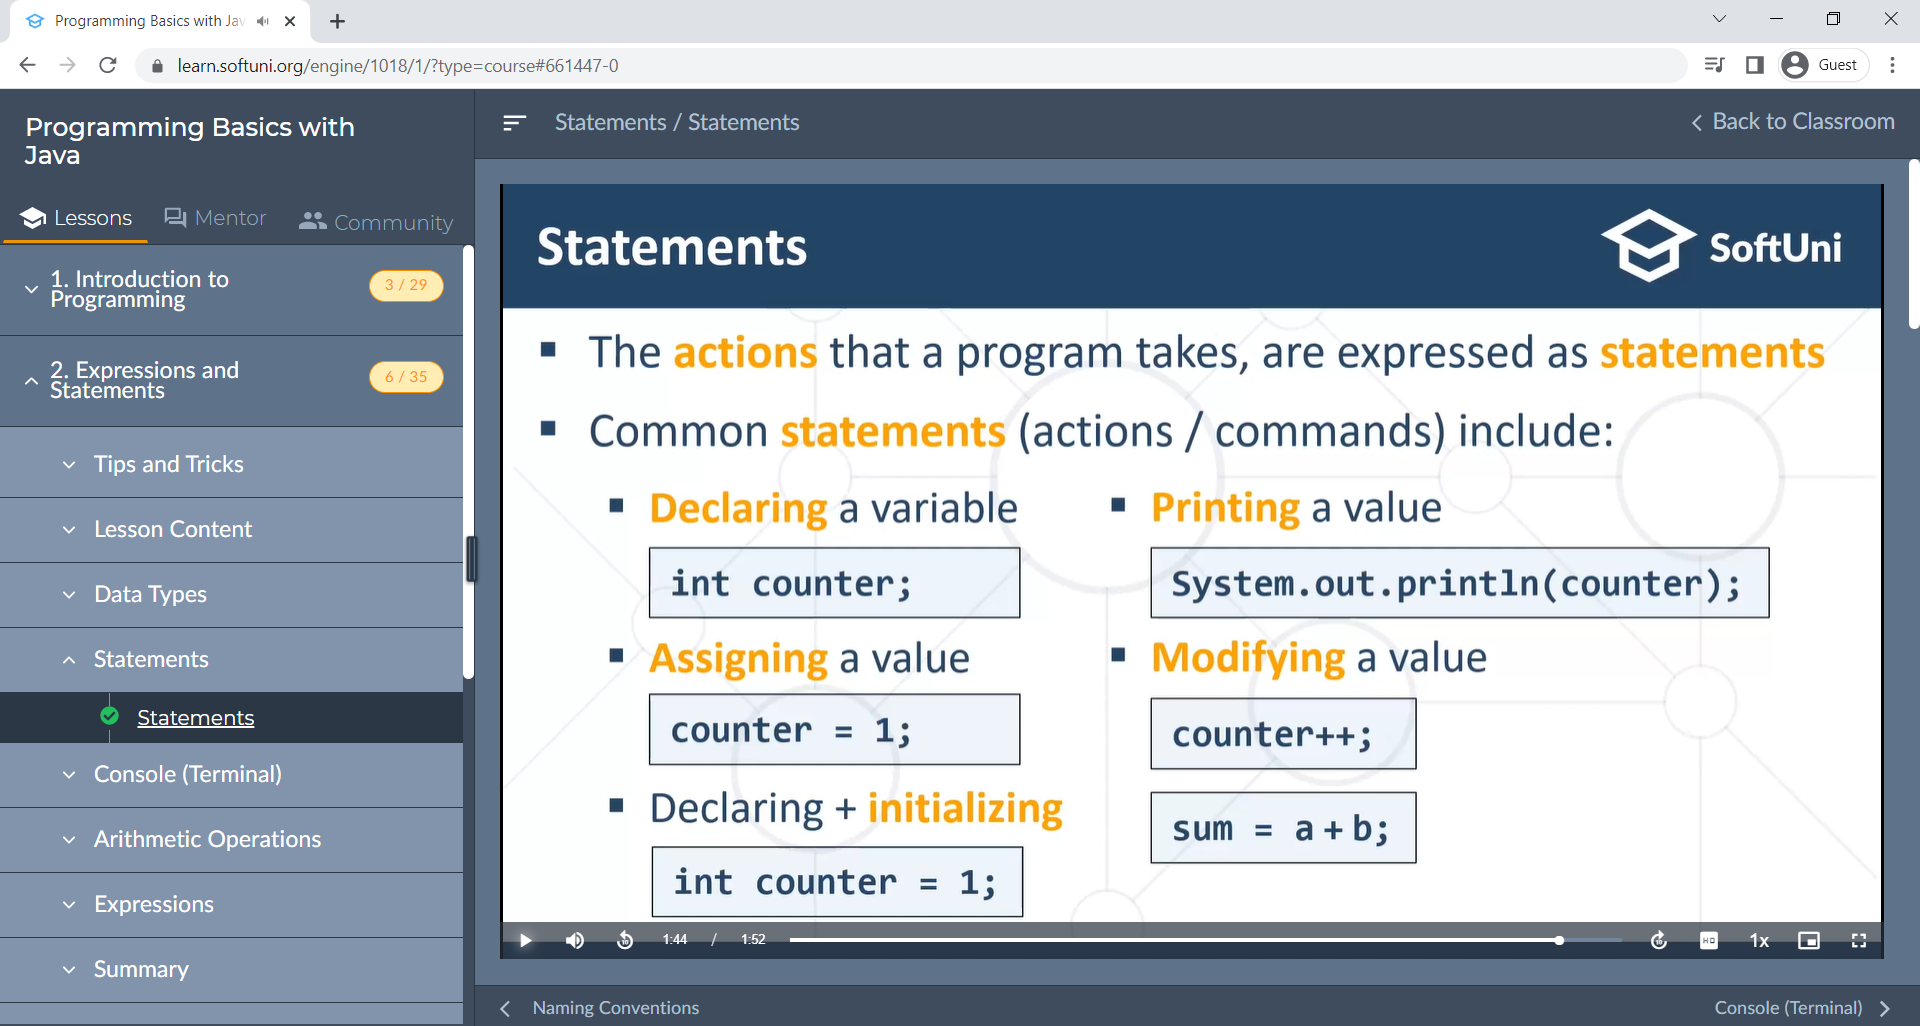 Programming Basics with Jav
learn.softuni.org/engine/1018/1/?type=course#661447-0
Guest
Programming Basics with
Java
Lessons
Mentor
Community
1. Introduction to
Programming
3 / 29
2. Expressions and
Statements
6 / 35
Tips and Tricks
Lesson Content
Data Types
Statements
Statements
Console (Terminal)
Arithmetic Operations
Expressions
Summary
Statements / Statements
Back to Classroom
Statements
SoftUni
The actions that a program takes, are expressed as statements
Common statements (actions / commands) include:
Declaring a variable
int counter;
Assigning a value
counter = 1;
Declaring + initializing
int counter = 1;
Printing a value
System.out.println(counter);
Modifying a value
counter++;
sum = a+b;
10
1:44 / 1:52
10
HD
1x
Naming Conventions
Console (Terminal)